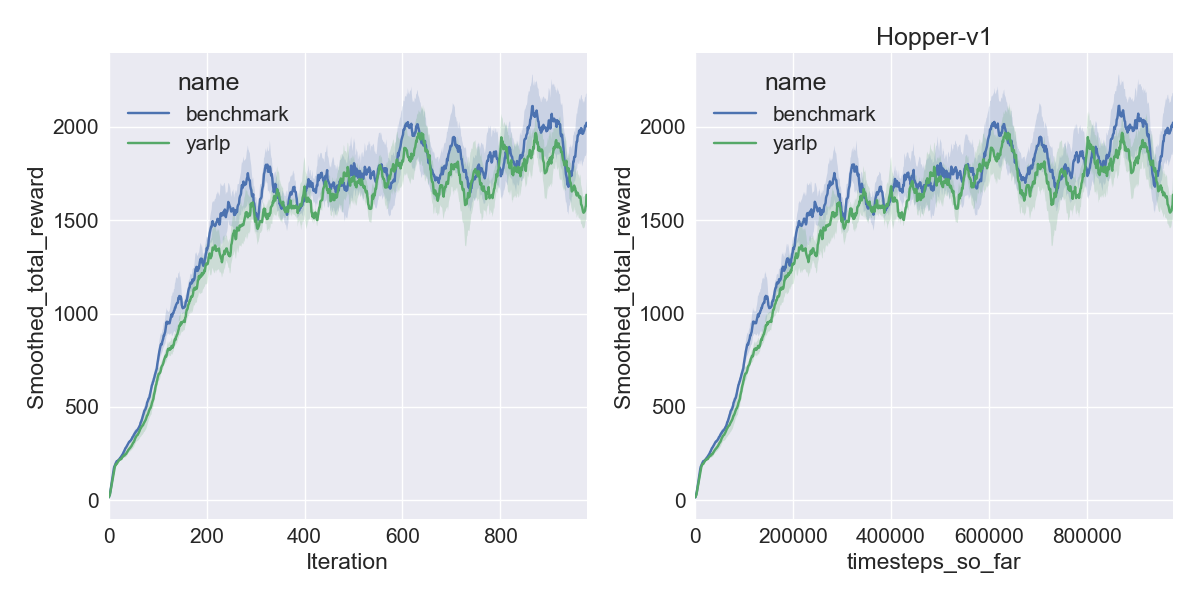 name
benchmark
yarlp
Smoothed_total_reward
2000
1500
1000
500
0
0 200 400 600 800
Iteration
Hopper-v1
name
benchmark
yarlp
Smoothed_total_reward
2000
1500
1000
500
0
0 200000 400000 600000 800000
timesteps_so_far